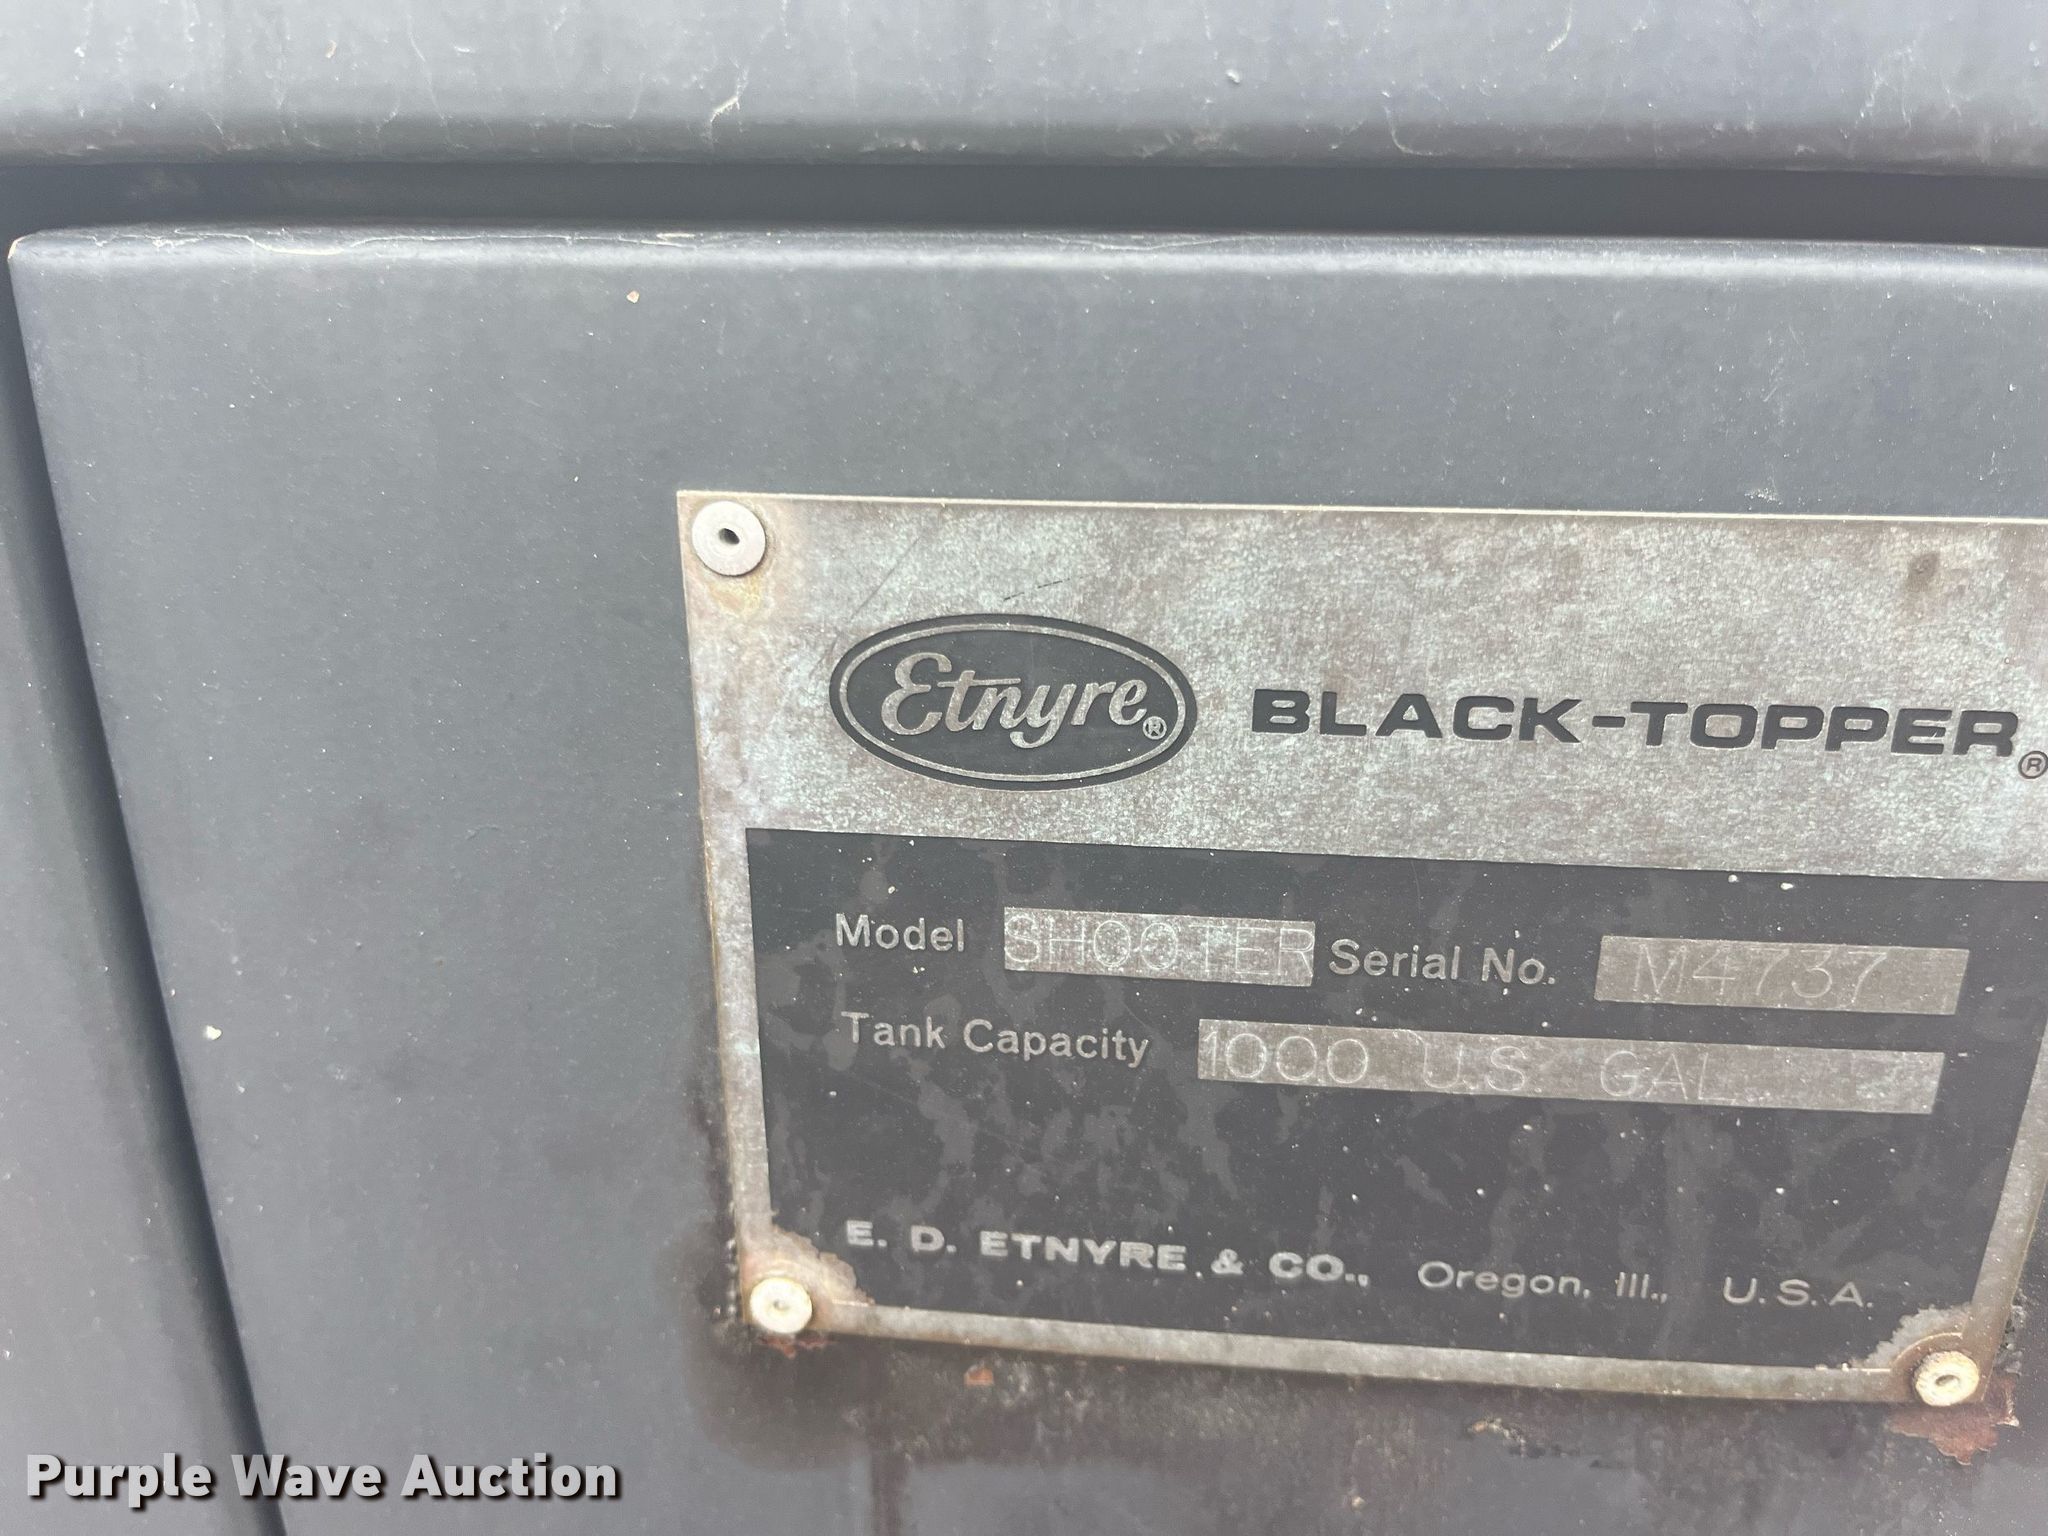 Etnyre® BLACK-TOPPER®
Model SHOOTER Serial No. M4737
Tank Capacity 1000 U.S. GAL.
E. D. ETNYRE & CO., Oregon, Ill., U.S.A.
Purple Wave Auction